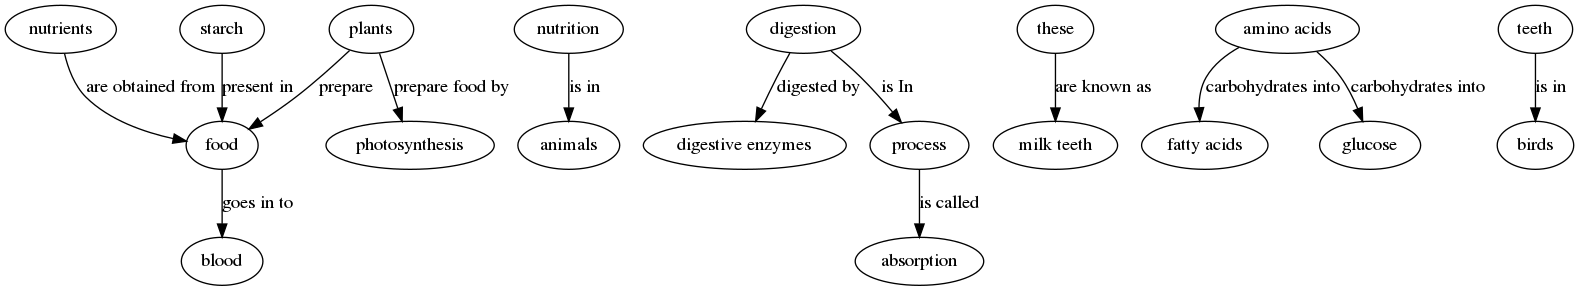 nutrients
starch
plants
nutrition
digestion
these
amino acids
teeth
are obtained from
present in
prepare
prepare food by
is in
digested by
is In
are known as
carbohydrates into
carbohydrates into
is in
food
photosynthesis
animals
digestive enzymes
process
milk teeth
fatty acids
glucose
birds
goes in to
is called
blood
absorption